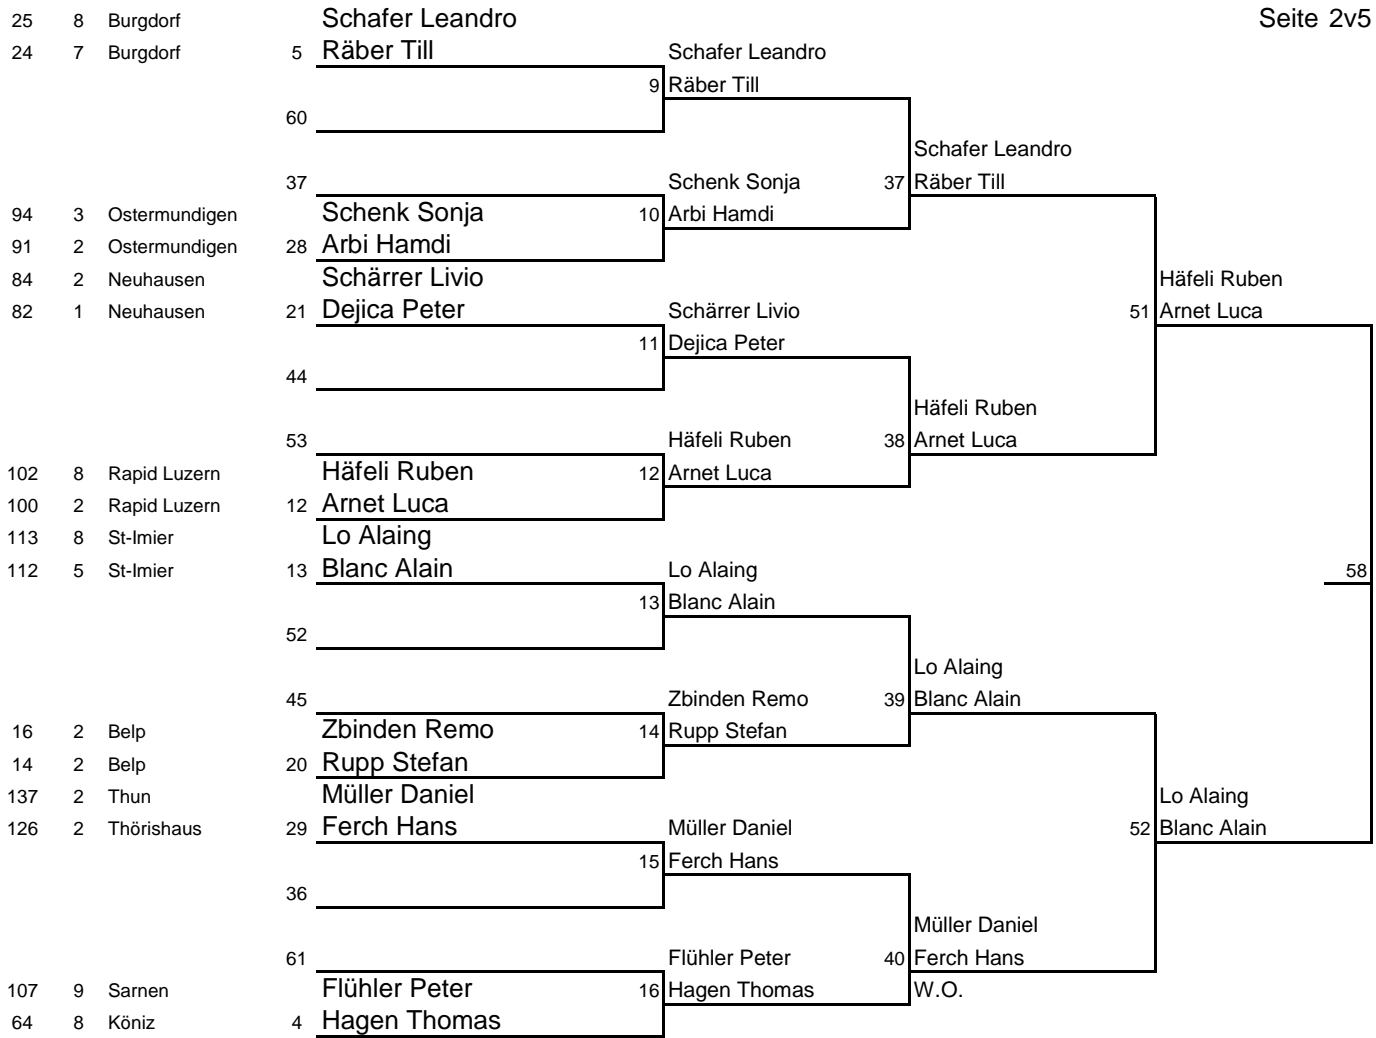 25 8 Burgdorf Schafer Leandro Seite 2v5
24 7 Burgdorf 5 Räber Till Schafer Leandro
9 Räber Till
60
Schafer Leandro
37 Schenk Sonja 37 Räber Till
94 3 Ostermundigen Schenk Sonja 10 Arbi Hamdi
91 2 Ostermundigen 28 Arbi Hamdi
84 2 Neuhausen Schärrer Livio Häfeli Ruben
82 1 Neuhausen 21 Dejica Peter Schärrer Livio 51 Arnet Luca
11 Dejica Peter
44
Häfeli Ruben
53 Häfeli Ruben 38 Arnet Luca
102 8 Rapid Luzern Häfeli Ruben 12 Arnet Luca
100 2 Rapid Luzern 12 Arnet Luca
113 8 St-Imier Lo Alaing
112 5 St-Imier 13 Blanc Alain Lo Alaing 58
13 Blanc Alain
52
Lo Alaing
45 Zbinden Remo 39 Blanc Alain
16 2 Belp Zbinden Remo 14 Rupp Stefan
14 2 Belp 20 Rupp Stefan
137 2 Thun Müller Daniel Lo Alaing
126 2 Thörishaus 29 Ferch Hans Müller Daniel 52 Blanc Alain
15 Ferch Hans
36
Müller Daniel
61 Flühler Peter 40 Ferch Hans
107 9 Sarnen Flühler Peter 16 Hagen Thomas W.O.
64 8 Köniz 4 Hagen Thomas